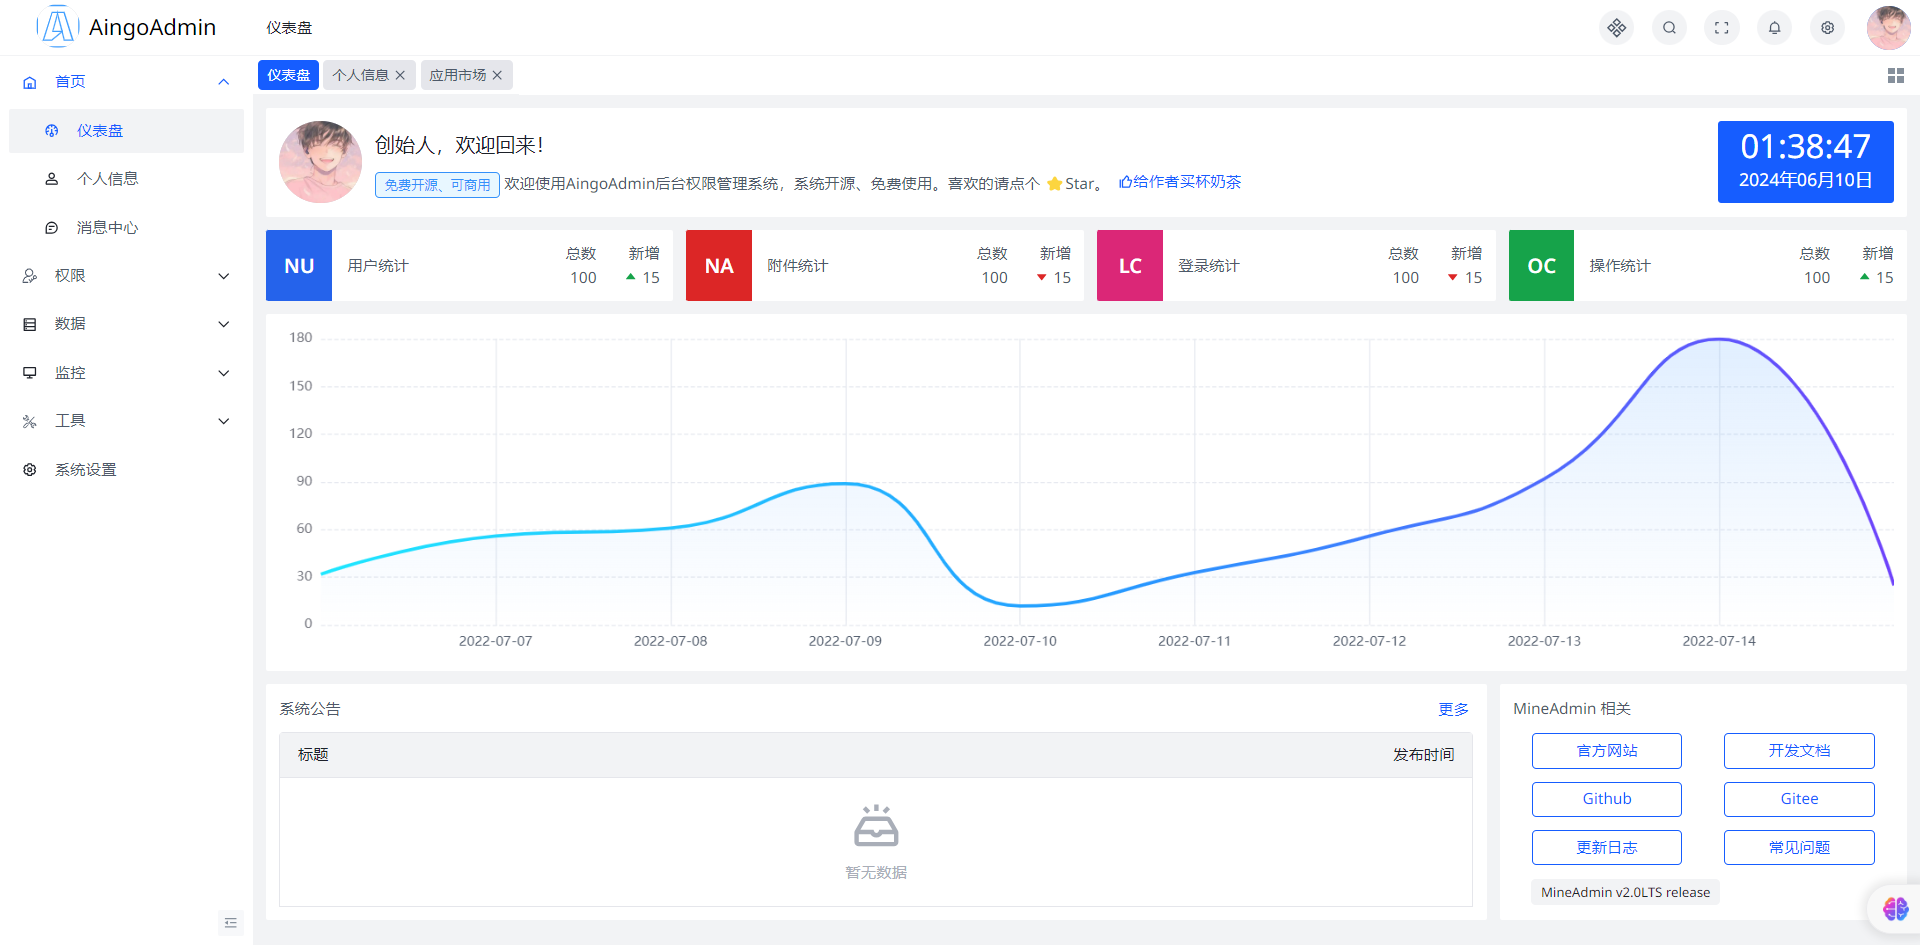 AingoAdmin
仪表盘
首页
仪表盘
个人信息
消息中心
权限
数据
监控
工具
系统设置
仪表盘 个人信息 应用市场
创始人，欢迎回来！
免费开源、可商用 欢迎使用AingoAdmin后台权限管理系统，系统开源、免费使用。喜欢的请点个 ⭐Star。 给作者买杯奶茶
01:38:47
2024年06月10日
NU 用户统计 总数 新增
100 15
NA 附件统计 总数 新增
100 15
LC 登录统计 总数 新增
100 15
OC 操作统计 总数 新增
100 15
180
150
120
90
60
30
0
2022-07-07 2022-07-08 2022-07-09 2022-07-10 2022-07-11 2022-07-12 2022-07-13 2022-07-14
系统公告 更多
标题 发布时间
暂无数据
MineAdmin 相关
官方网站 开发文档
Github Gitee
更新日志 常见问题
MineAdmin v2.0LTS release